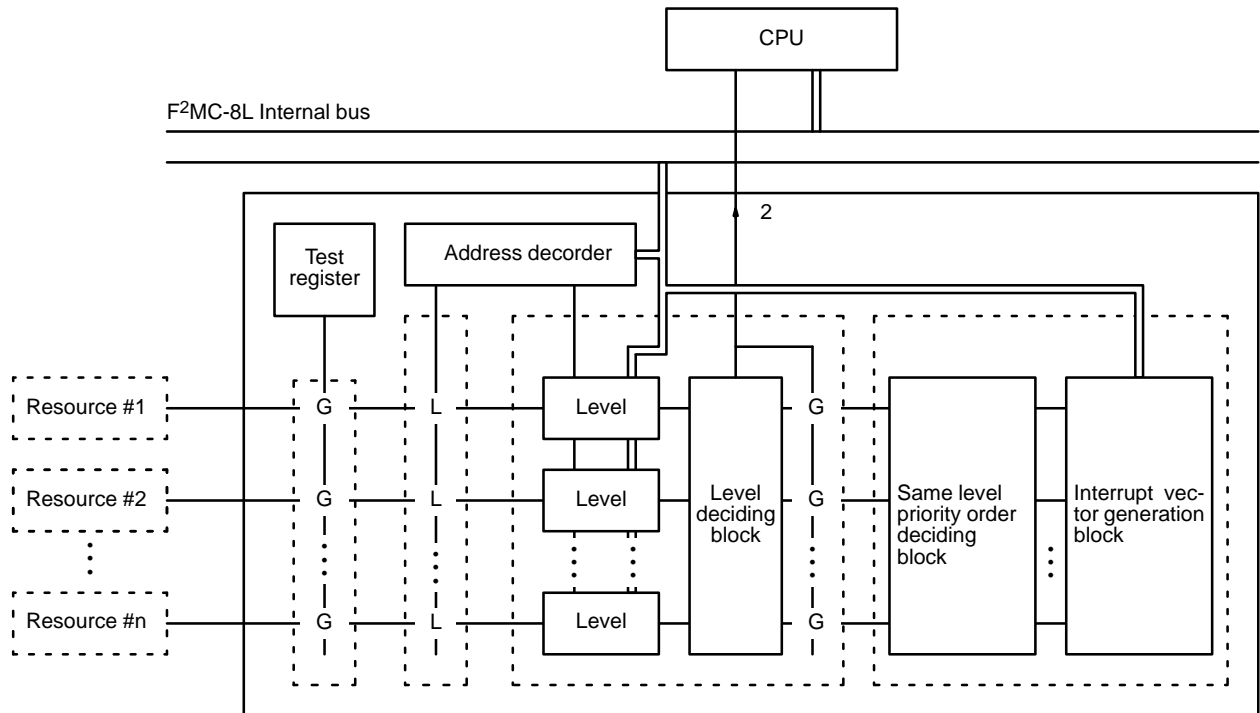 CPU
F²MC-8L Internal bus
2
Test
register
Address decorder
Resource #1
G
L
Level
G
Resource #2
G
L
Level
Level
deciding
block
G
Same level
priority order
deciding
block
Interrupt vec-
tor generation
block
Resource #n
G
L
Level
G